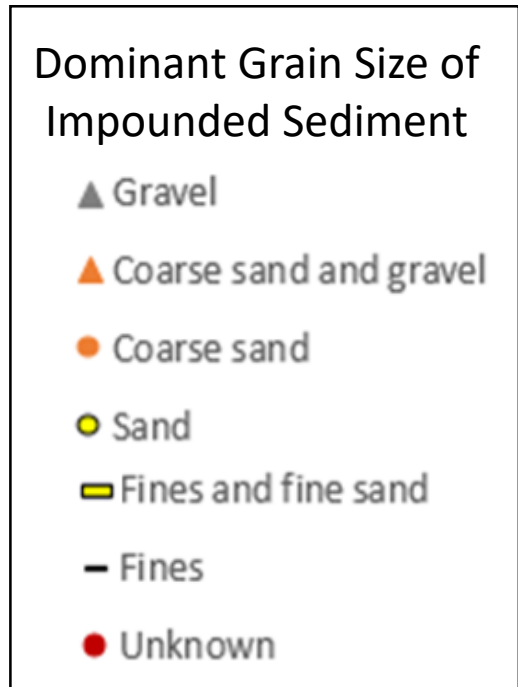 Dominant Grain Size of
Impounded Sediment
Gravel
Coarse sand and gravel
Coarse sand
Sand
Fines and fine sand
Fines
Unknown